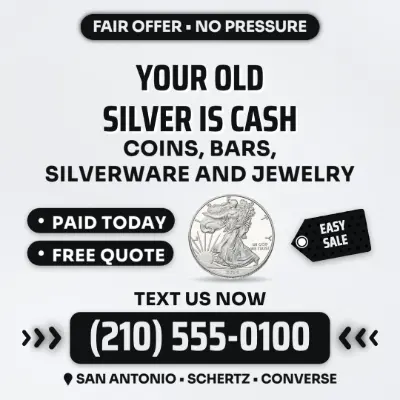 FAIR OFFER • NO PRESSURE
YOUR OLD
SILVER IS CASH
COINS, BARS,
SILVERWARE AND JEWELRY
• PAID TODAY
• FREE QUOTE
EASY
SALE
TEXT US NOW
(210) 555-0100
SAN ANTONIO • SCHERTZ • CONVERSE